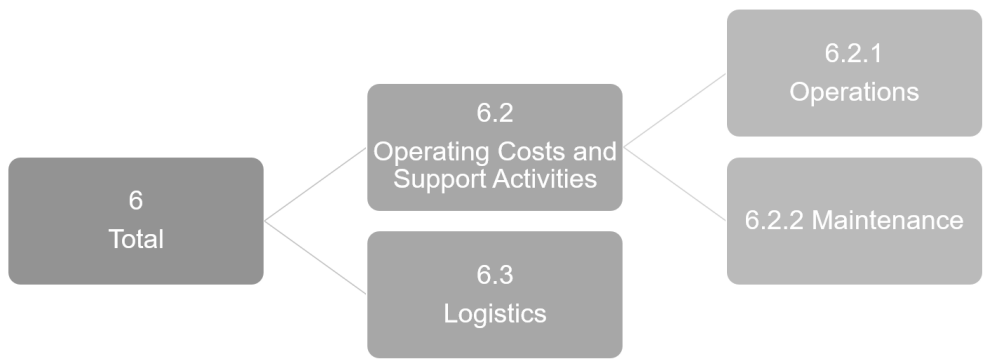 6
Total
6.2
Operating Costs and
Support Activities
6.3
Logistics
6.2.1
Operations
6.2.2 Maintenance